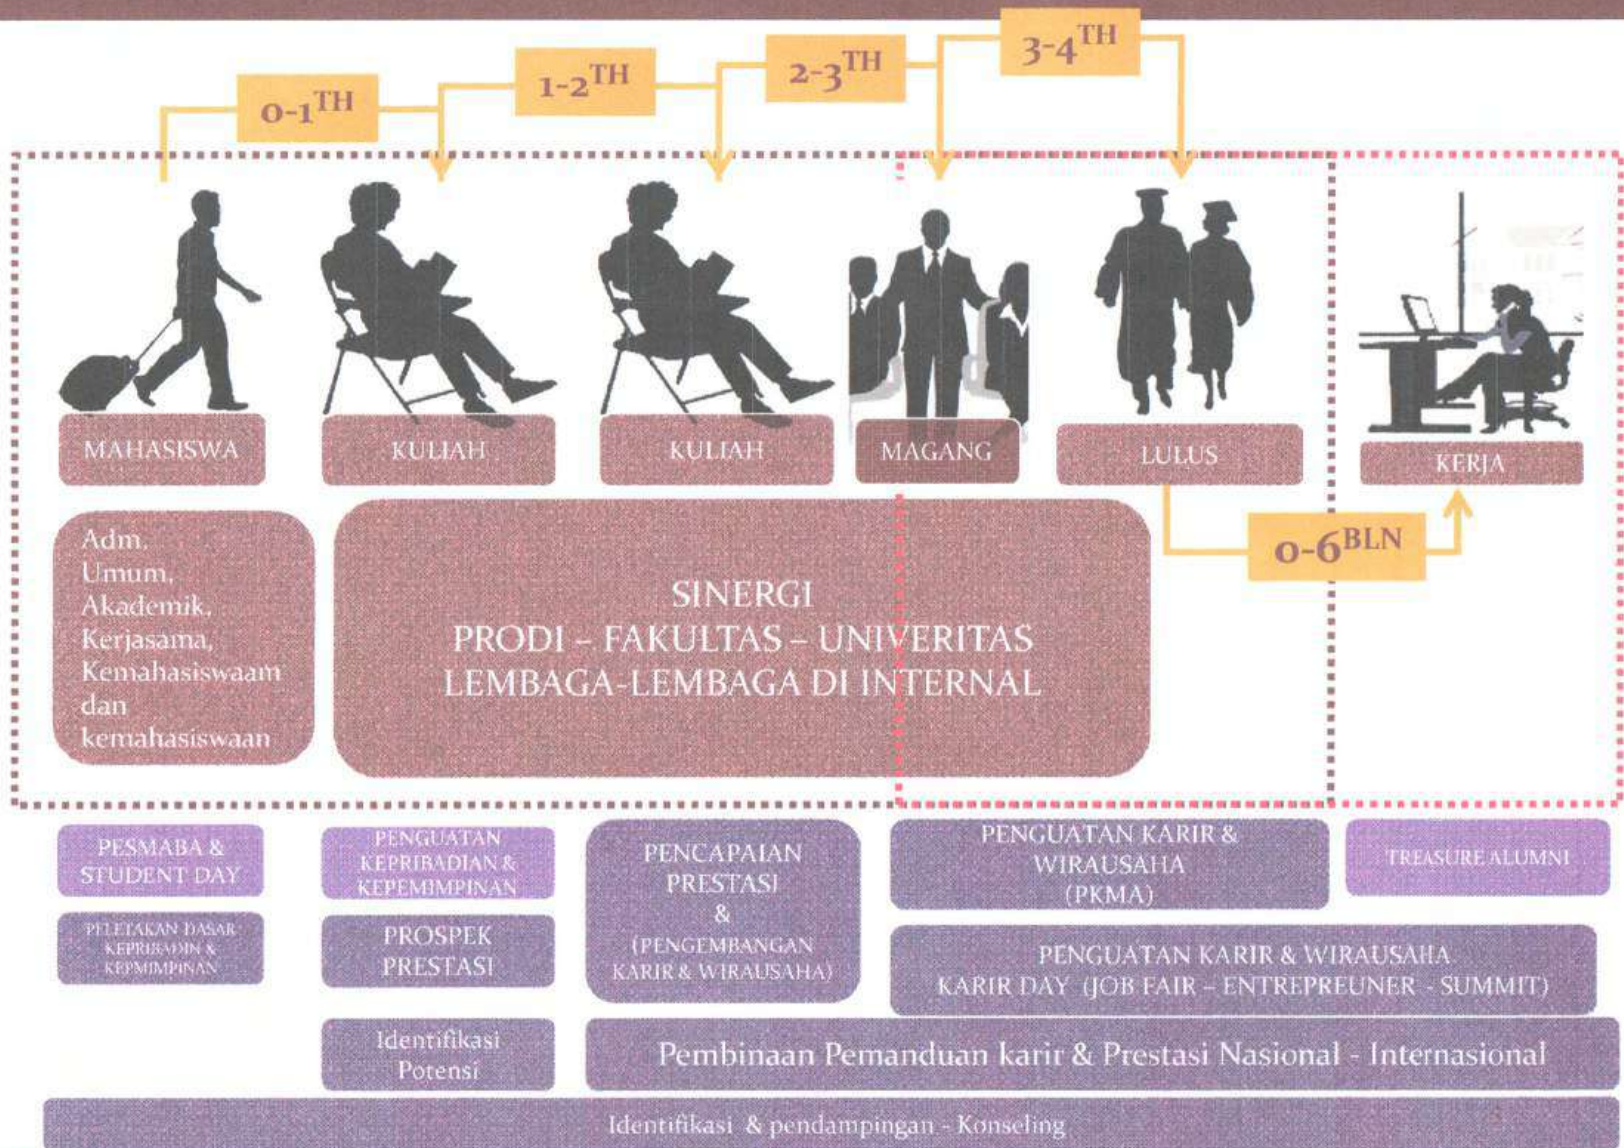 0-1TH
1-2TH
2-3TH
3-4TH
MAHASISWA
KULIAH
KULIAH
MAGANG
LULUS
KERJA
0-6BLN
Adm,
Umum,
Akademik,
Kerjasama,
Kemahasiswaam
dan
kemahasiswaan
SINERGI
PRODI – FAKULTAS – UNIVERITAS
LEMBAGA-LEMBAGA DI INTERNAL
PESMABA &
STUDENT DAY
PENGUATAN
KEPRIBADIAN &
KEPEMIMPINAN
PENCAPAIAN
PRESTASI
&
(PENGEMBANGAN
KARIR & WIRAUSAHA)
PENGUATAN KARIR &
WIRAUSAHA
(PKMA)
TREASURE ALUMNI
PELETAKAN DASAR
KEPRIBADIN &
KEPMIMPINAN
PROSPEK
PRESTASI
PENGUATAN KARIR & WIRAUSAHA
KARIR DAY (JOB FAIR – ENTREPREUNER - SUMMIT)
Identifikasi
Potensi
Pembinaan Pemanduan karir & Prestasi Nasional - Internasional
Identifikasi & pendampingan - Konseling